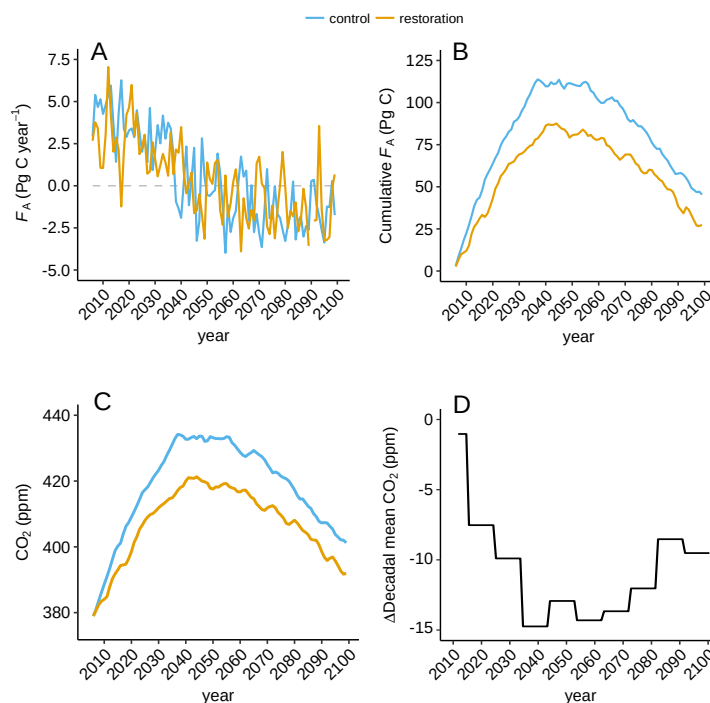 control restoration
A
7.5
5.0
2.5
0.0
-2.5
-5.0
F_A (Pg C year⁻¹)
2010 2020 2030 2040 2050 2060 2070 2080 2090 2100
year
B
125
100
75
50
25
0
Cumulative F_A (Pg C)
2010 2020 2030 2040 2050 2060 2070 2080 2090 2100
year
C
440
420
400
380
CO₂ (ppm)
2010 2020 2030 2040 2050 2060 2070 2080 2090 2100
year
D
0
-5
-10
-15
ΔDecadal mean CO₂ (ppm)
2010 2020 2030 2040 2050 2060 2070 2080 2090 2100
year